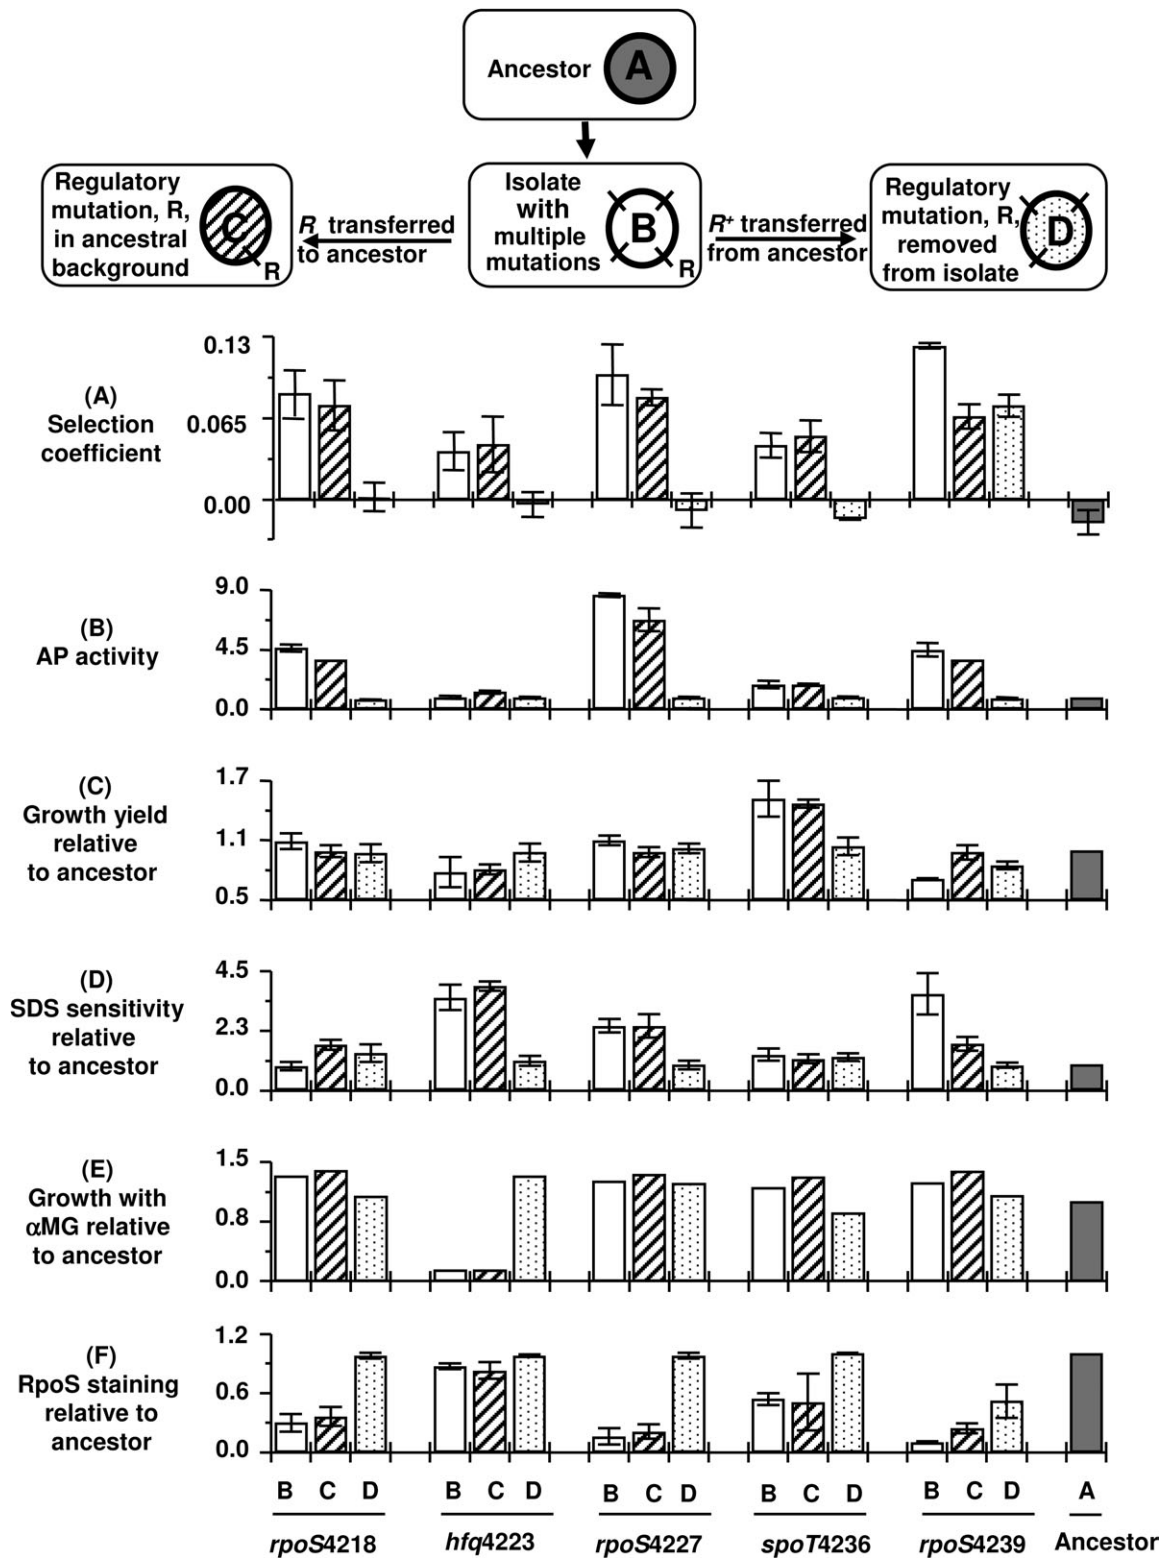 Ancestor
A
Regulatory
mutation, R,
in ancestral
background
C
R
R transferred
to ancestor
Isolate
with
multiple
mutations
B
R
R+ transferred
from ancestor
Regulatory
mutation, R,
removed
from isolate
D
(A)
Selection
coefficient
0.13
0.065
0.00
(B)
AP activity
9.0
4.5
0.0
(C)
Growth yield
relative
to ancestor
1.7
1.1
0.5
(D)
SDS sensitivity
relative
to ancestor
4.5
2.3
0.0
(E)
Growth with
αMG relative
to ancestor
1.5
0.8
0.0
(F)
RpoS staining
relative to
ancestor
1.2
0.6
0.0
B C D B C D B C D B C D B C D A
rpoS4218 hfq4223 rpoS4227 spoT4236 rpoS4239 Ancestor